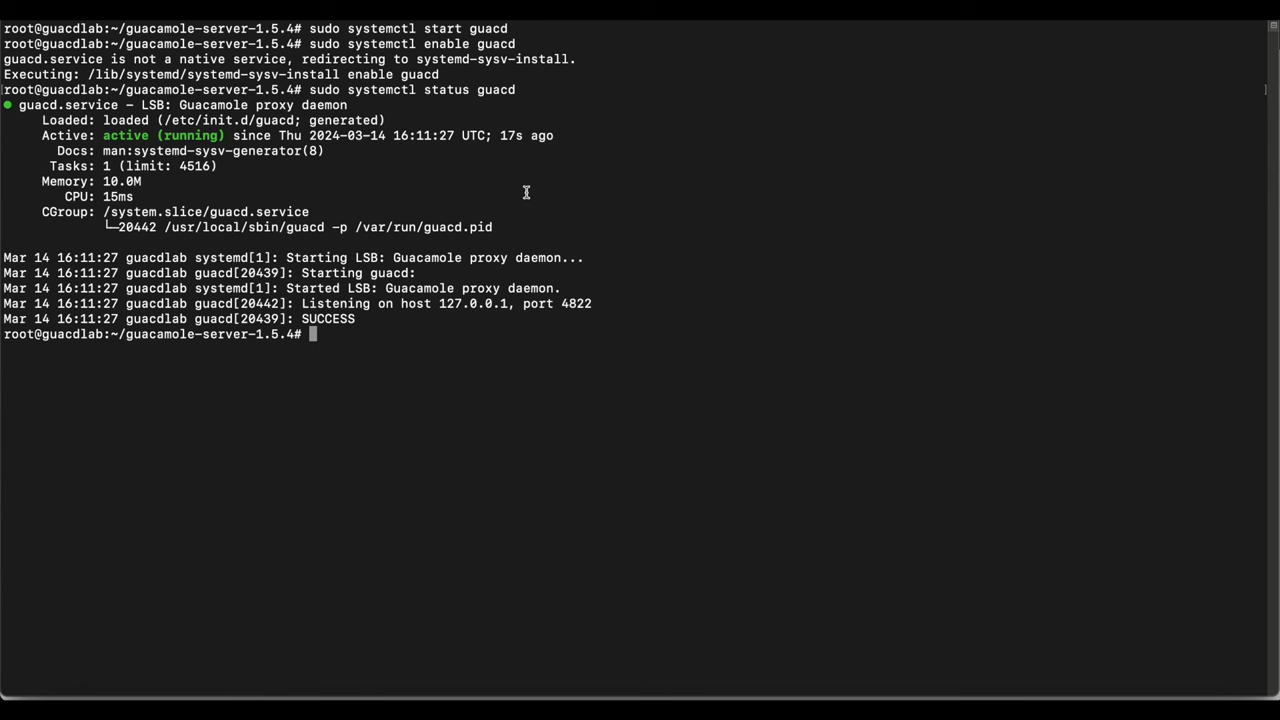 root@guacdlab:~/guacamole-server-1.5.4# sudo systemctl start guacd
root@guacdlab:~/guacamole-server-1.5.4# sudo systemctl enable guacd
guacd.service is not a native service, redirecting to systemd-sysv-install.
Executing: /lib/systemd/systemd-sysv-install enable guacd
[root@guacdlab:~/guacamole-server-1.5.4# sudo systemctl status guacd ]
● guacd.service - LSB: Guacamole proxy daemon
Loaded: loaded (/etc/init.d/guacd; generated)
Active: active (running) since Thu 2024-03-14 16:11:27 UTC; 17s ago
Docs: man:systemd-sysv-generator(8)
Tasks: 1 (limit: 4516)
Memory: 10.0M
CPU: 15ms
CGroup: /system.slice/guacd.service
└─20442 /usr/local/sbin/guacd -p /var/run/guacd.pid
Mar 14 16:11:27 guacdlab systemd[1]: Starting LSB: Guacamole proxy daemon...
Mar 14 16:11:27 guacdlab guacd[20439]: Starting guacd:
Mar 14 16:11:27 guacdlab systemd[1]: Started LSB: Guacamole proxy daemon.
Mar 14 16:11:27 guacdlab guacd[20442]: Listening on host 127.0.0.1, port 4822
Mar 14 16:11:27 guacdlab guacd[20439]: SUCCESS
root@guacdlab:~/guacamole-server-1.5.4#